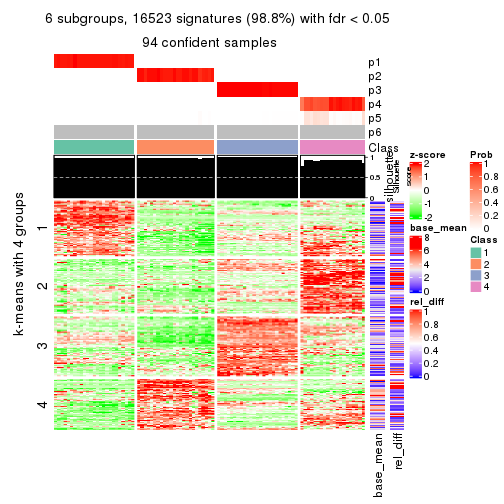 6 subgroups, 16523 signatures (98.8%) with fdr < 0.05
94 confident samples
p1
p2
p3
p4
p5
p6
Class
1
0.5
0
silhouette
Silhouette
score
k-means with 4 groups
1
2
3
4
base_mean
rel_diff
z-score
2
1
0
-1
-2
base_mean
8
6
4
2
0
rel_diff
1
0.8
0.6
0.4
0.2
0
Prob
1
0.8
0.6
0.4
0.2
0
Class
1
2
3
4